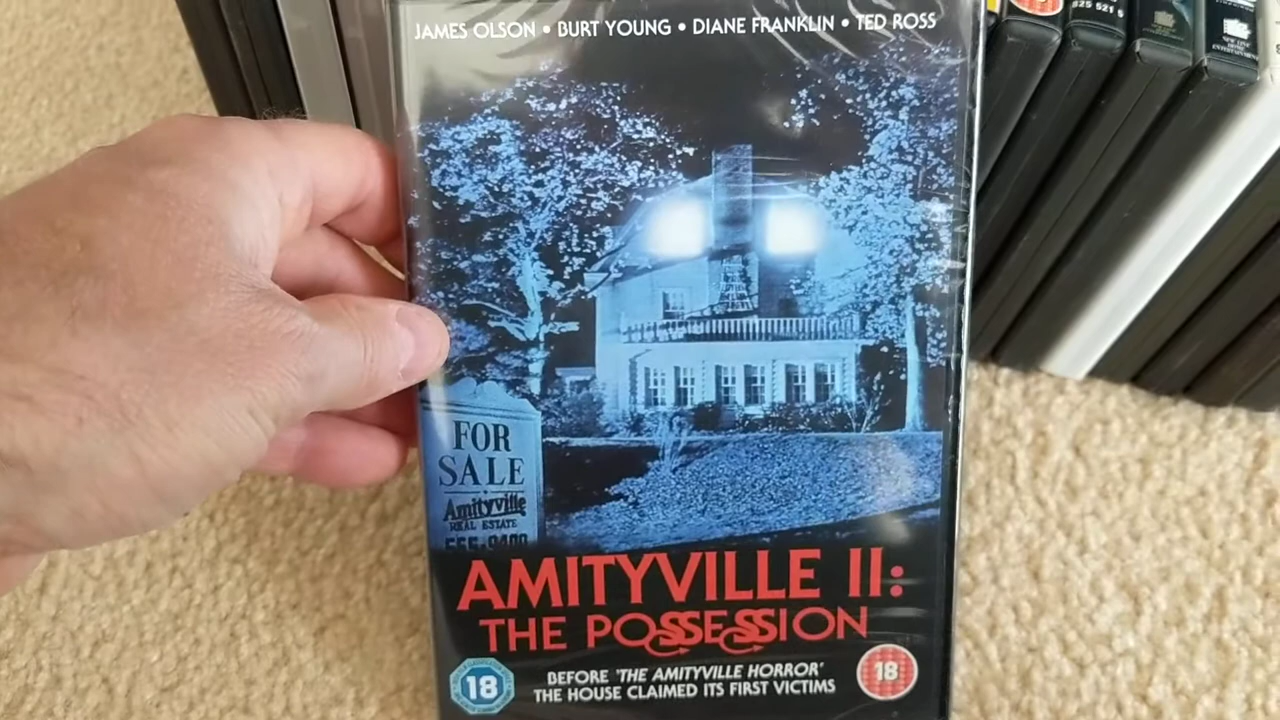 JAMES OLSON • BURT YOUNG • DIANE FRANKLIN • TED ROSS
FOR
SALE
Amityville
REAL ESTATE
AMITYVILLE II:
THE POSSESSION
BEFORE 'THE AMITYVILLE HORROR'
THE HOUSE CLAIMED ITS FIRST VICTIMS
18
18